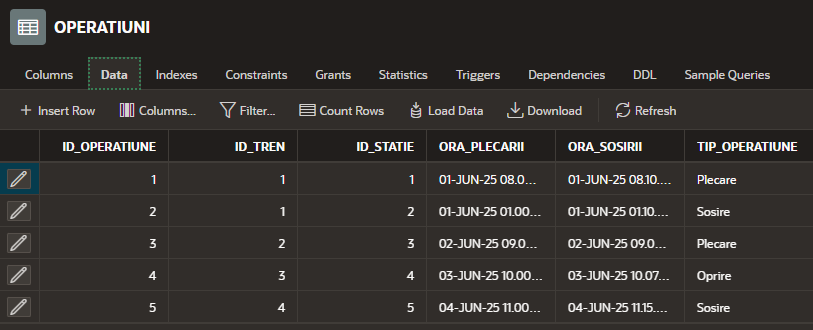 OPERATIUNI
Columns Data Indexes Constraints Grants Statistics Triggers Dependencies DDL Sample Queries
+ Insert Row Columns... Filter... Count Rows Load Data Download Refresh
ID_OPERATIUNE ID_TREN ID_STATIE ORA_PLECARII ORA_SOSIRII TIP_OPERATIUNE
1 1 1 01-JUN-25 08.0... 01-JUN-25 08.10.... Plecare
2 1 2 01-JUN-25 01.00... 01-JUN-25 01.10... Sosire
3 2 3 02-JUN-25 09.0... 02-JUN-25 09.0... Plecare
4 3 4 03-JUN-25 10.00... 03-JUN-25 10.07... Oprire
5 4 5 04-JUN-25 11.00... 04-JUN-25 11.15.... Sosire